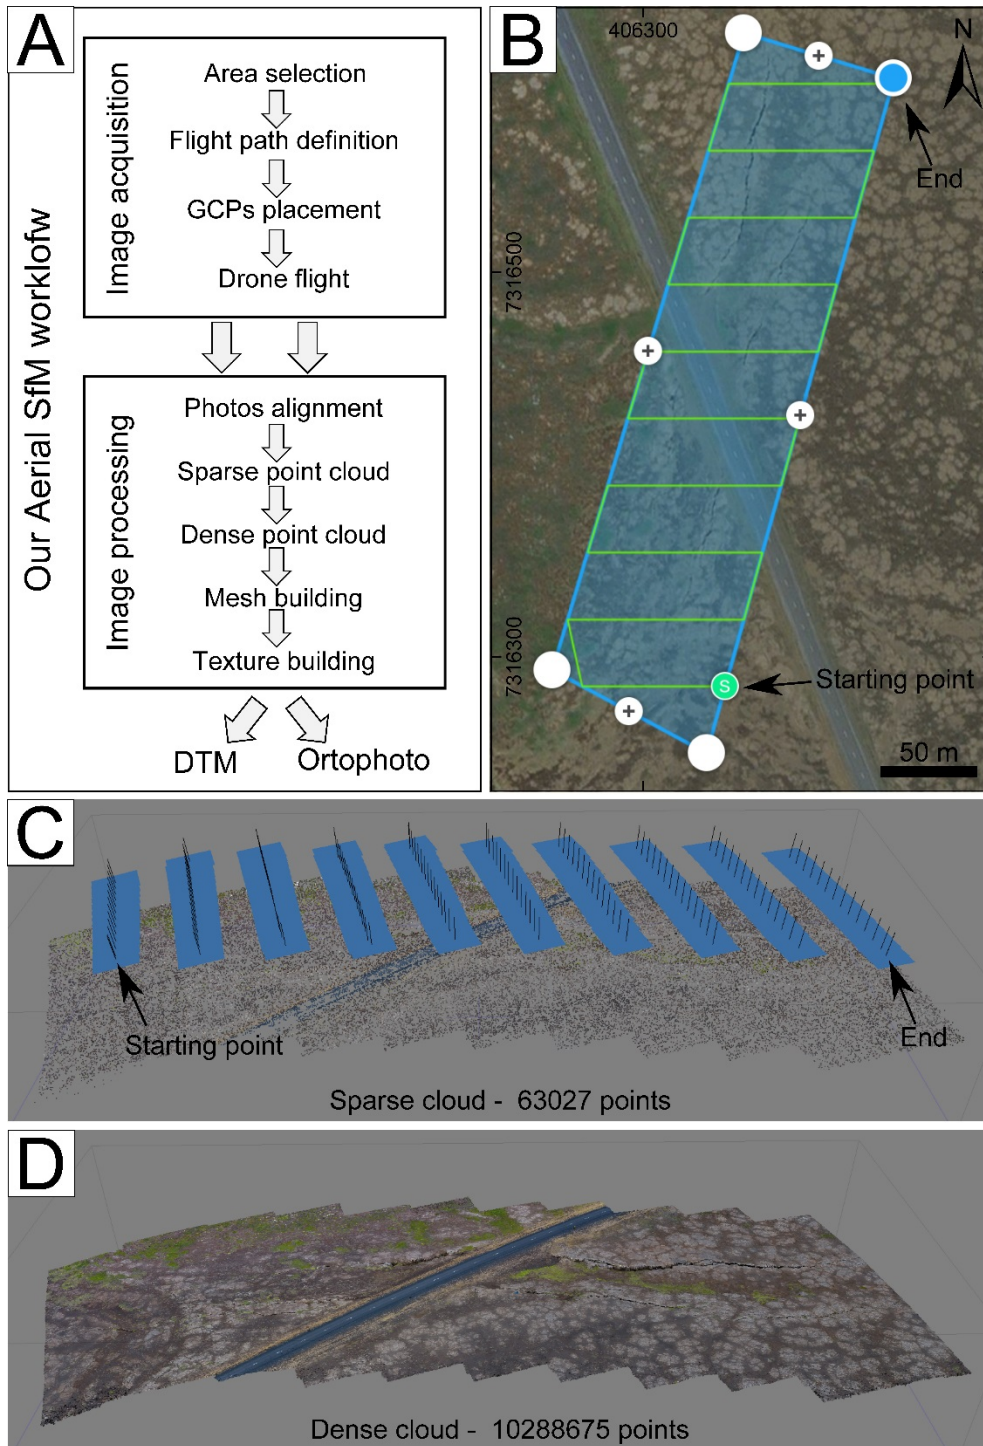 A
Our Aerial SfM worklofw
Image acquisition
Area selection
Flight path definition
GCPs placement
Drone flight
Image processing
Photos alignment
Sparse point cloud
Dense point cloud
Mesh building
Texture building
DTM
Ortophoto
B
406300
N
End
7316500
7316300
S
Starting point
50 m
C
Starting point
End
Sparse cloud - 63027 points
D
Dense cloud - 10288675 points